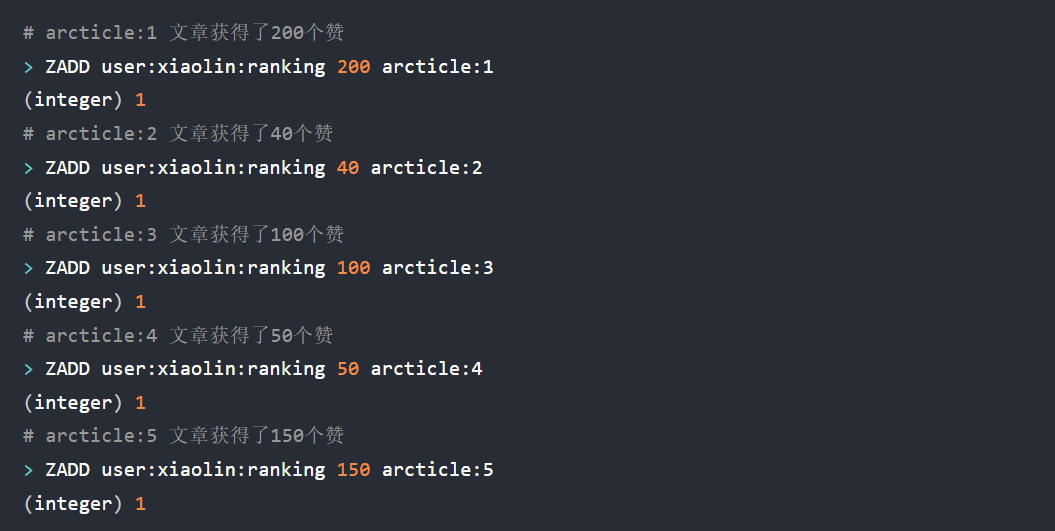 # arcticle:1 文章获得了200个赞
> ZADD user:xiaolin:ranking 200 arcticle:1
(integer) 1
# arcticle:2 文章获得了40个赞
> ZADD user:xiaolin:ranking 40 arcticle:2
(integer) 1
# arcticle:3 文章获得了100个赞
> ZADD user:xiaolin:ranking 100 arcticle:3
(integer) 1
# arcticle:4 文章获得了50个赞
> ZADD user:xiaolin:ranking 50 arcticle:4
(integer) 1
# arcticle:5 文章获得了150个赞
> ZADD user:xiaolin:ranking 150 arcticle:5
(integer) 1